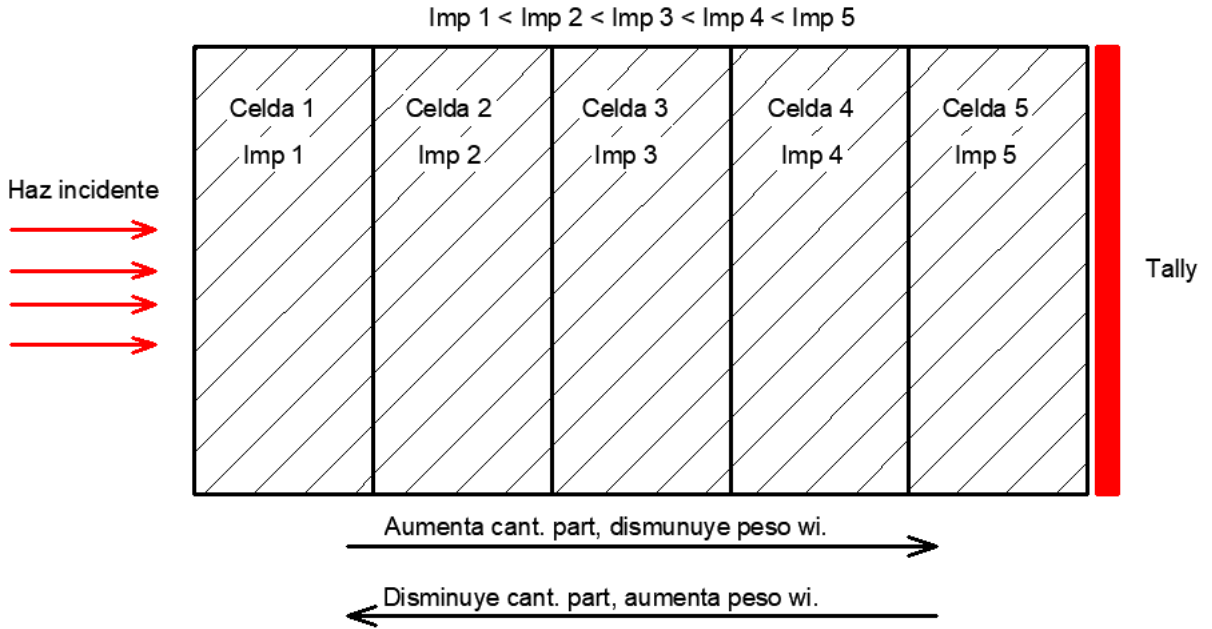 Imp 1 < Imp 2 < Imp 3 < Imp 4 < Imp 5
Celda 1
Imp 1
Celda 2
Imp 2
Celda 3
Imp 3
Celda 4
Imp 4
Celda 5
Imp 5
Haz incidente
Tally
Aumenta cant. part, dismunuye peso wi.
Disminuye cant. part, aumenta peso wi.